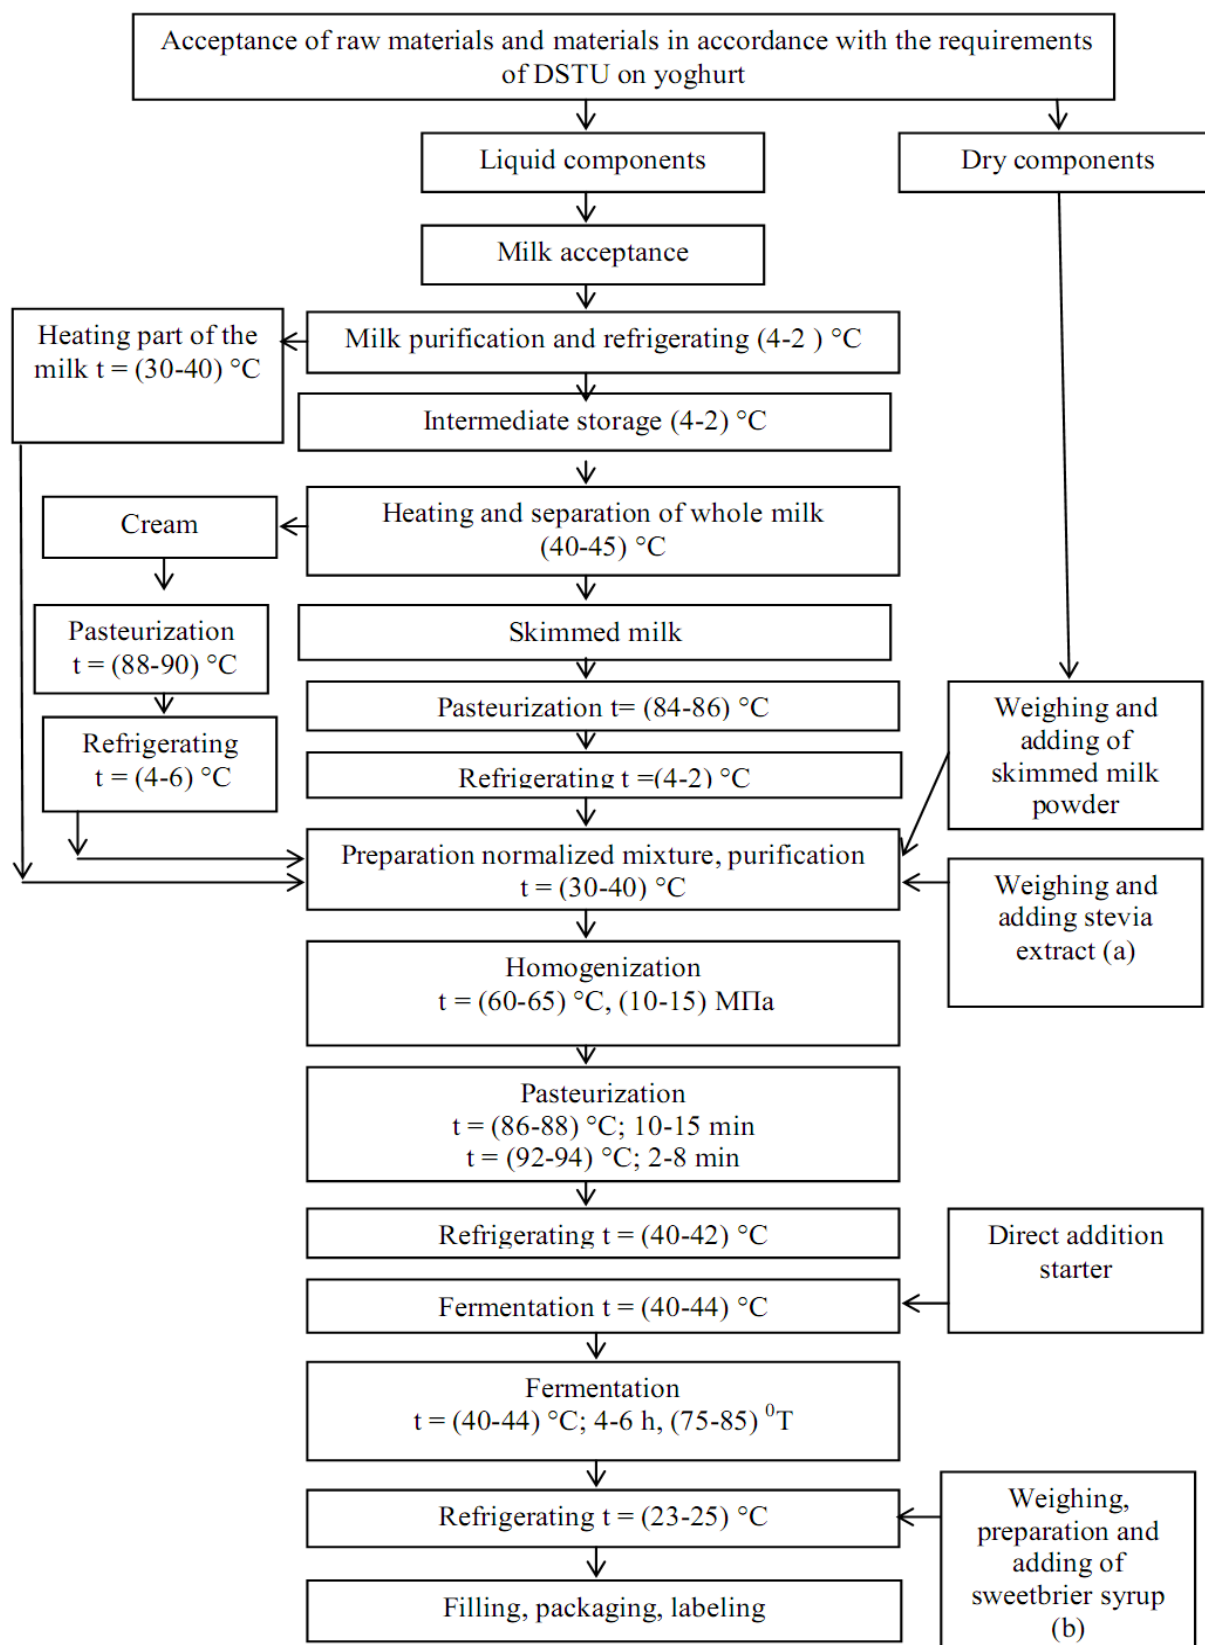 Acceptance of raw materials and materials in accordance with the requirements
of DSTU on yoghurt
Liquid components
Dry components
Milk acceptance
Heating part of the
milk t = (30-40) °C
Milk purification and refrigerating (4-2 ) °C
Intermediate storage (4-2) °C
Cream
Heating and separation of whole milk
(40-45) °C
Pasteurization
t = (88-90) °C
Skimmed milk
Pasteurization t= (84-86) °C
Weighing and
adding of
skimmed milk
powder
Refrigerating
t = (4-6) °C
Refrigerating t =(4-2) °C
Preparation normalized mixture, purification
t = (30-40) °C
Weighing and
adding stevia
extract (a)
Homogenization
t = (60-65) °C, (10-15) МПа
Pasteurization
t = (86-88) °C; 10-15 min
t = (92-94) °C; 2-8 min
Refrigerating t = (40-42) °C
Direct addition
starter
Fermentation t = (40-44) °C
Fermentation
t = (40-44) °C; 4-6 h, (75-85) ⁰T
Refrigerating t = (23-25) °C
Weighing,
preparation and
adding of
sweetbrier syrup
(b)
Filling, packaging, labeling